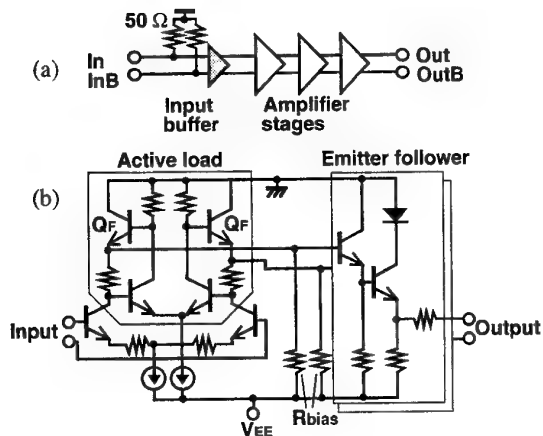 50 Ω
(a)
In
InB
Out
OutB
Input
buffer
Amplifier
stages
Active load
Emitter follower
(b)
QF
QF
Input
Output
Rbias
VEE